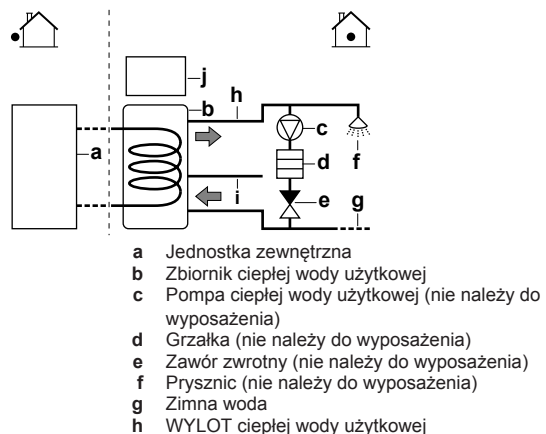 j
b
h
a
c
d
f
e
g
i
a Jednostka zewnętrzna
b Zbiornik ciepłej wody użytkowej
c Pompa ciepłej wody użytkowej (nie należy do
wyposażenia)
d Grzałka (nie należy do wyposażenia)
e Zawór zwrotny (nie należy do wyposażenia)
f Prysznic (nie należy do wyposażenia)
g Zimna woda
h WYLOT ciepłej wody użytkowej